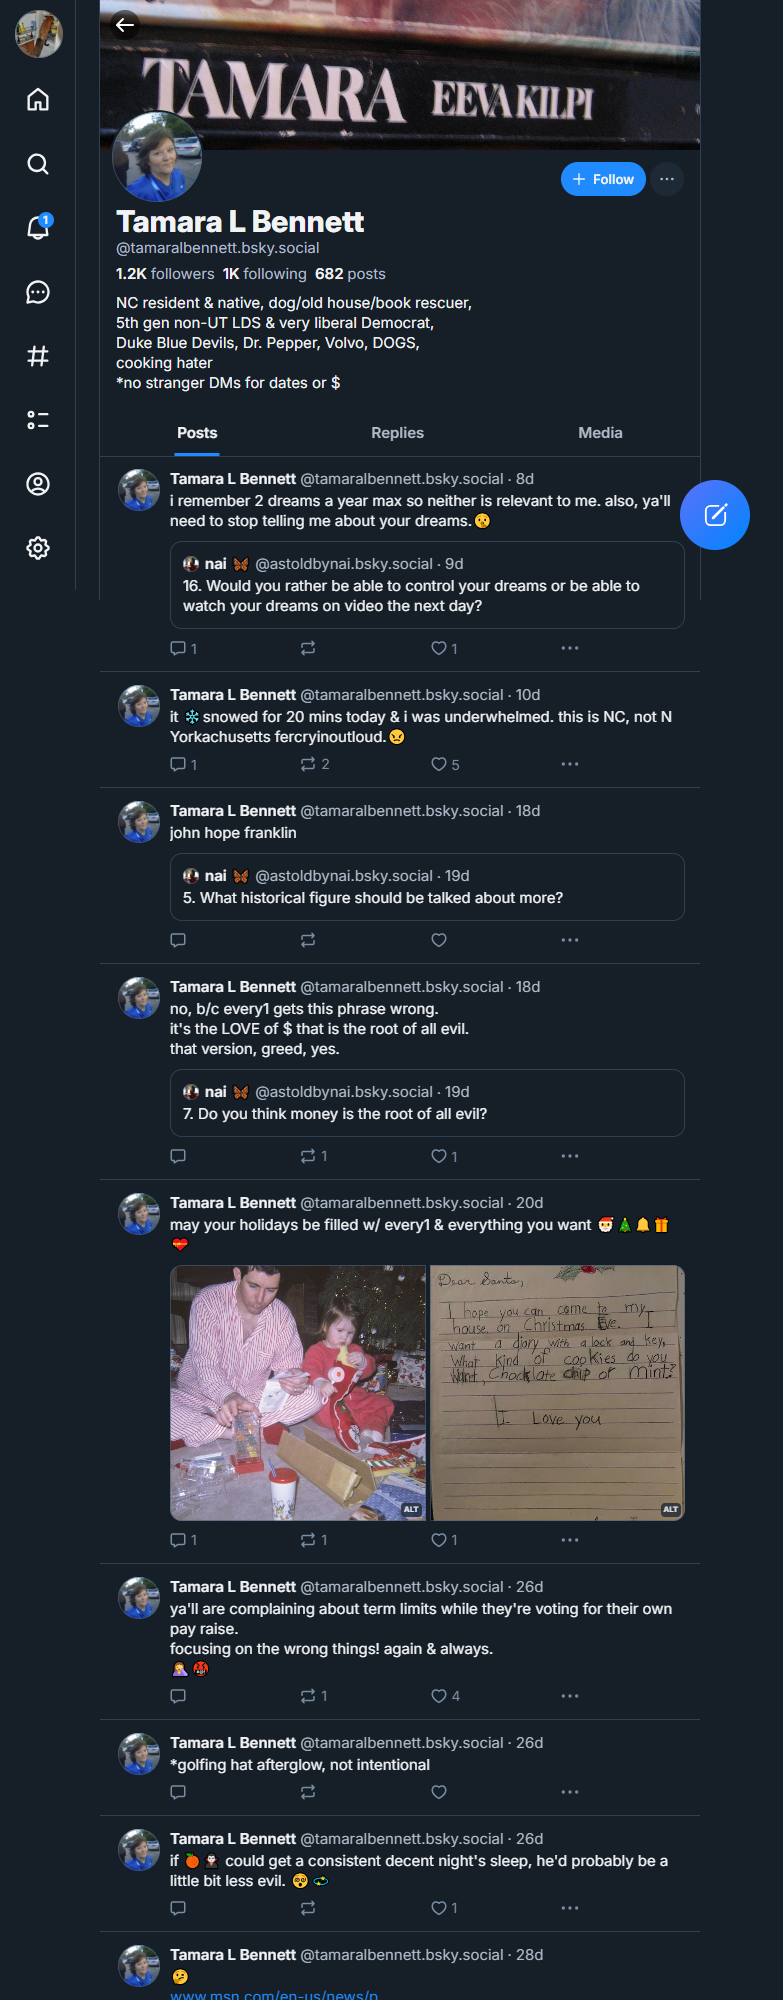 TAMARA EEVA KILPI
Follow
1
Tamara L Bennett
@tamaralbennett.bsky.social
1.2K followers 1K following 682 posts
NC resident & native, dog/old house/book rescuer,
5th gen non-UT LDS & very liberal Democrat,
Duke Blue Devils, Dr. Pepper, Volvo, DOGS,
cooking hater
*no stranger DMs for dates or $
Posts Replies Media
Tamara L Bennett @tamaralbennett.bsky.social · 8d
i remember 2 dreams a year max so neither is relevant to me. also, ya'll
need to stop telling me about your dreams.🤫
nai 🦋 @astoldbynai.bsky.social · 9d
16. Would you rather be able to control your dreams or be able to
watch your dreams on video the next day?
1 1
Tamara L Bennett @tamaralbennett.bsky.social · 10d
it ❄️snowed for 20 mins today & i was underwhelmed. this is NC, not N
Yorkachusetts fercryinoutloud.😠
1 2 5
Tamara L Bennett @tamaralbennett.bsky.social · 18d
john hope franklin
nai 🦋 @astoldbynai.bsky.social · 19d
5. What historical figure should be talked about more?
Tamara L Bennett @tamaralbennett.bsky.social · 18d
no, b/c every1 gets this phrase wrong.
it's the LOVE of $ that is the root of all evil.
that version, greed, yes.
nai 🦋 @astoldbynai.bsky.social · 19d
7. Do you think money is the root of all evil?
1 1
Tamara L Bennett @tamaralbennett.bsky.social · 20d
may your holidays be filled w/ every1 & everything you want 🎅🎄🔔🎁
💝
Dear Santa,
I hope you can come to my
house on Christmas Eve. I
want a diary with a lock and key.
What kind of cookies do you
want, Chocklate chip or mint?
I Love you
ALT ALT
1 1 1
Tamara L Bennett @tamaralbennett.bsky.social · 26d
ya'll are complaining about term limits while they're voting for their own
pay raise.
focusing on the wrong things! again & always.
🤦‍♀️🤬
1 4
Tamara L Bennett @tamaralbennett.bsky.social · 26d
*golfing hat afterglow, not intentional
Tamara L Bennett @tamaralbennett.bsky.social · 26d
if 🍊🧛 could get a consistent decent night's sleep, he'd probably be a
little bit less evil. 😵💫
1
Tamara L Bennett @tamaralbennett.bsky.social · 28d
🤔
www.msn.com/en-us/news/p...